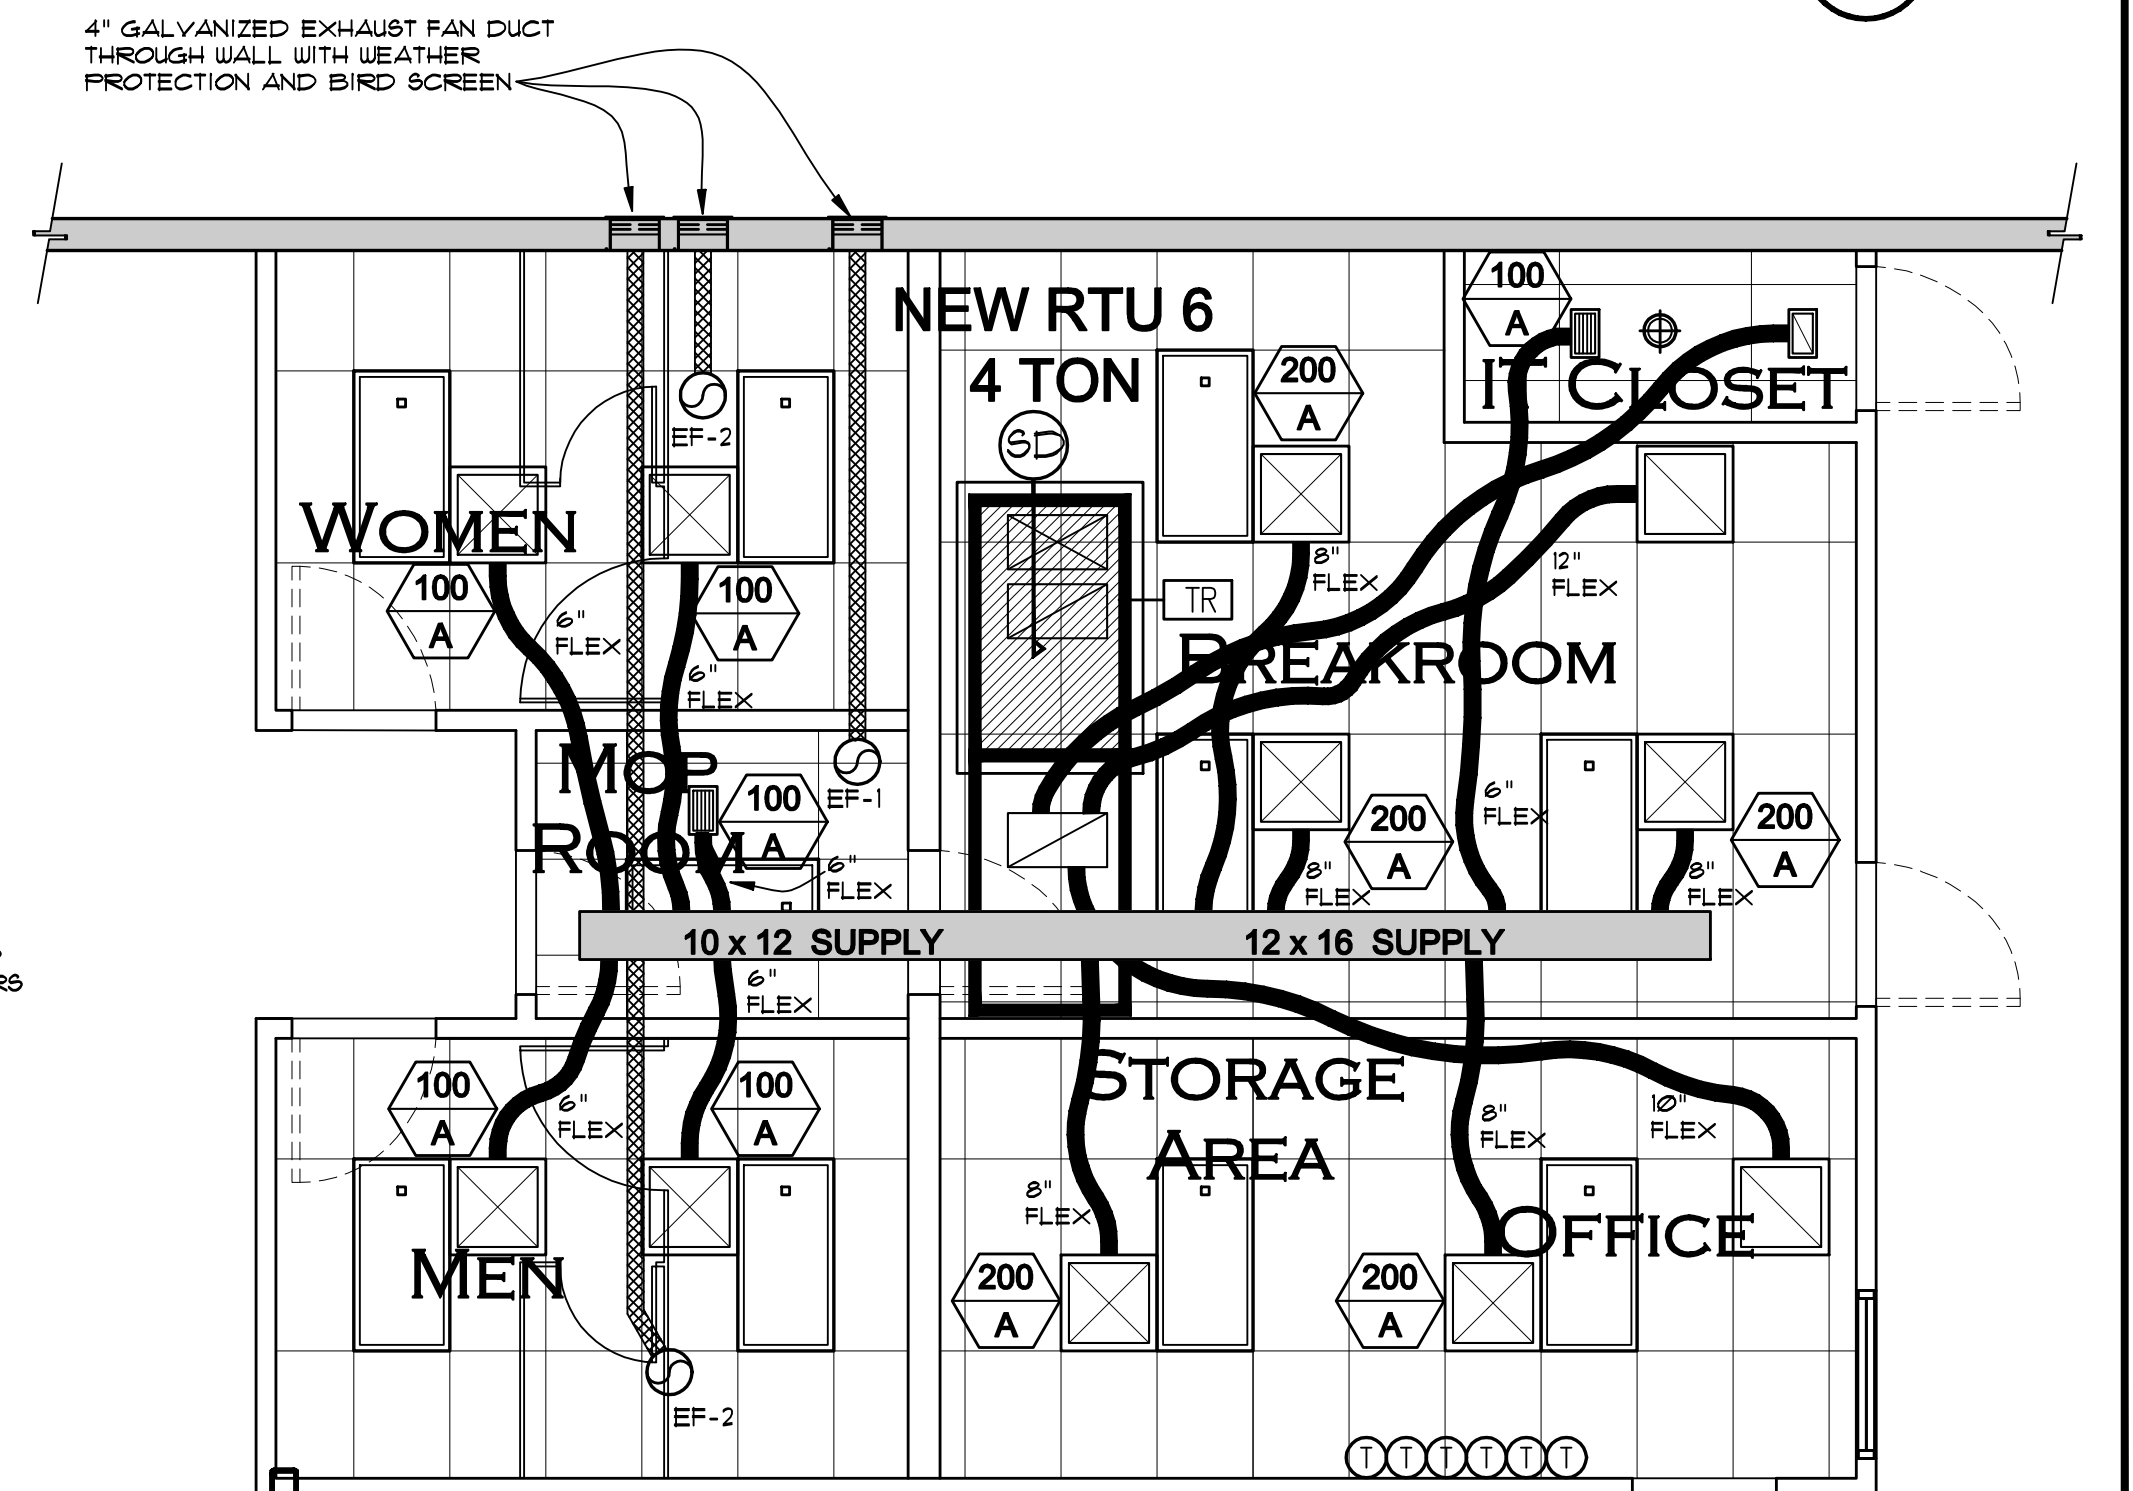 4" GALVANIZED EXHAUST FAN DUCT
THROUGH WALL WITH WEATHER
PROTECTION AND BIRD SCREEN
NEW RTU 6
4 TON
SD
100
A
IT CLOSET
200
A
EF-2
WOMEN
100
A
100
A
6"
FLEX
6"
FLEX
8"
FLEX
12"
FLEX
TR
BREAKROOM
MOP
ROOM
100
A
EF-1
6"
FLEX
6"
FLEX
200
A
200
A
8"
FLEX
8"
FLEX
10 x 12 SUPPLY
12 x 16 SUPPLY
RS
6"
FLEX
100
A
100
A
6"
FLEX
STORAGE
AREA
8"
FLEX
10"
FLEX
8"
FLEX
OFFICE
MEN
200
A
200
A
EF-2
T T T T T T